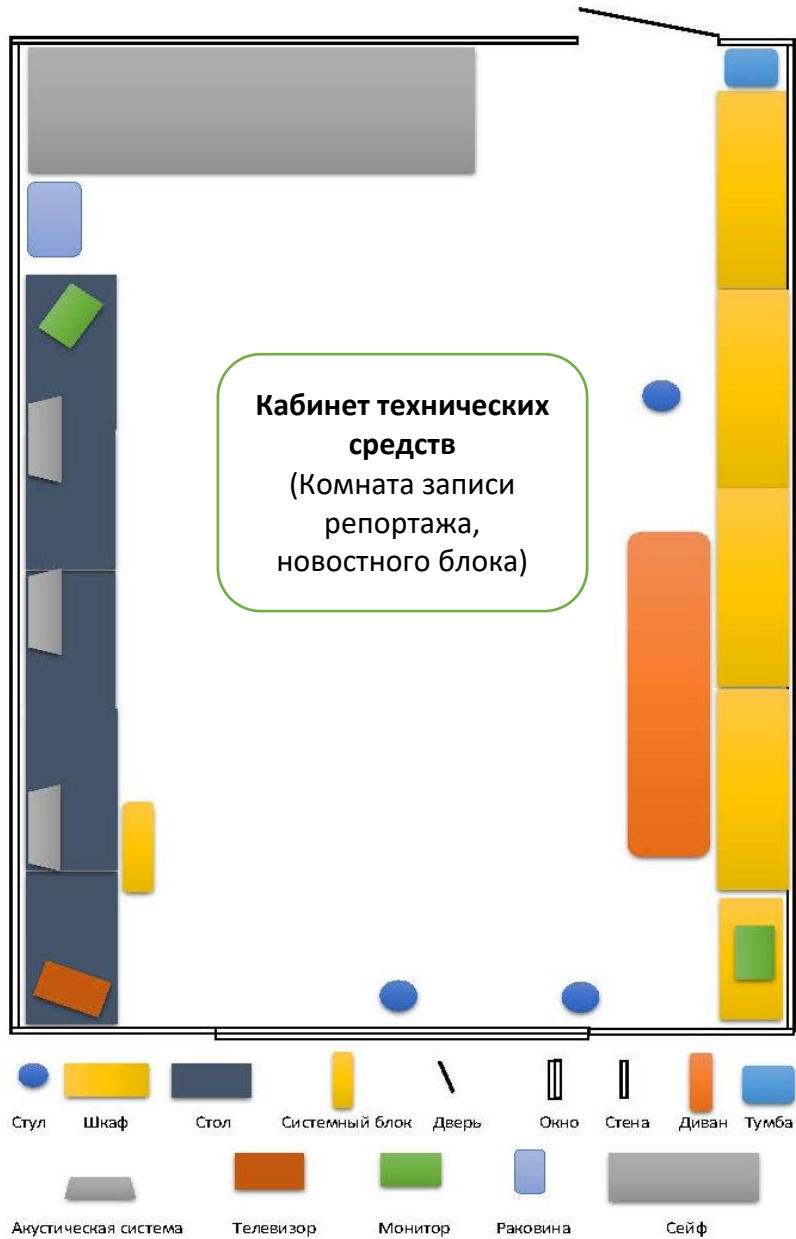 Кабинет технических
средств
(Комната записи
репортажа,
новостного блока)
Стул Шкаф Стол Системный блок Дверь Окно Стена Диван Тумба
Акустическая система Телевизор Монитор Раковина Сейф